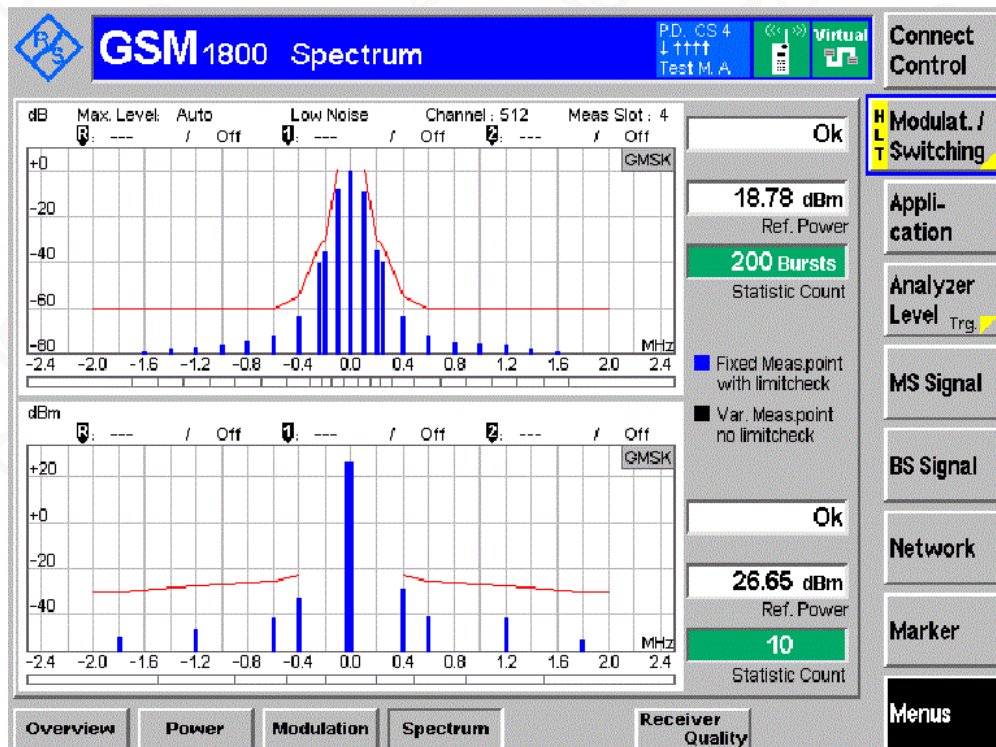 R S
GSM 1800 Spectrum
P.D. CS 4
↓ ↑↑↑↑
Test M. A.
Virtual
Connect Control
HLT
Modulat. / Switching
Appli-cation
Analyzer Level Trg.
MS Signal
BS Signal
Network
Marker
Menus
dB Max. Level: Auto Low Noise Channel : 512 Meas Slot : 4
R: --- / Off 1: --- / Off 2: --- / Off
GMSK
+0
-20
-40
-60
-80
MHz
-2.4 -2.0 -1.6 -1.2 -0.8 -0.4 0.0 0.4 0.8 1.2 1.6 2.0 2.4
Ok
18.78 dBm
Ref. Power
200 Bursts
Statistic Count
Fixed Meas.point
with limitcheck
Var. Meas.point
no limitcheck
dBm
R: --- / Off 1: --- / Off 2: --- / Off
GMSK
+20
+0
-20
-40
MHz
-2.4 -2.0 -1.6 -1.2 -0.8 -0.4 0.0 0.4 0.8 1.2 1.6 2.0 2.4
Ok
26.65 dBm
Ref. Power
10
Statistic Count
Overview
Power
Modulation
Spectrum
Receiver
Quality